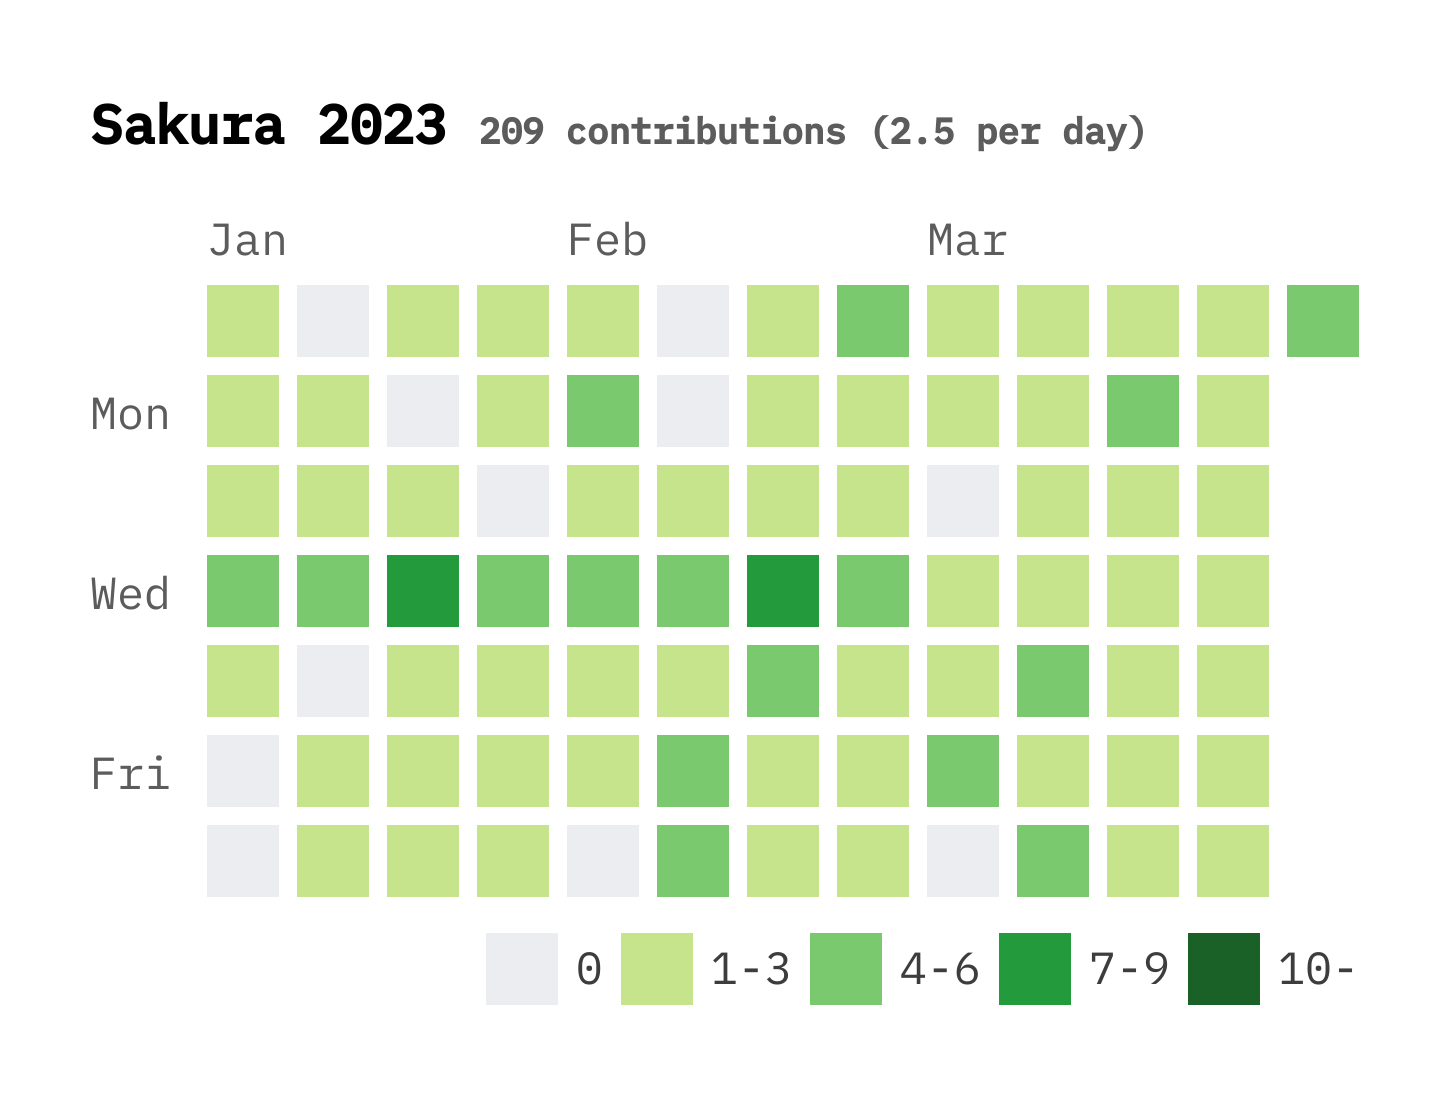 Sakura 2023 209 contributions (2.5 per day)
Jan Feb Mar
Mon
Wed
Fri
0 1-3 4-6 7-9 10-